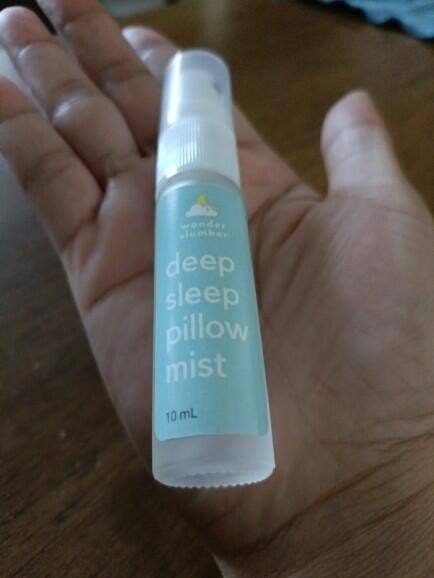 wonder
slumber
deep
sleep
pillow
mist
10 mL